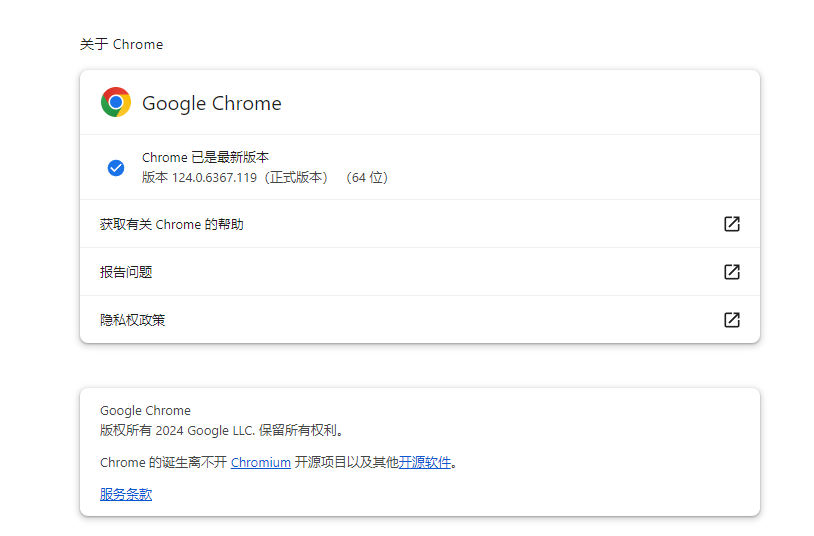 关于 Chrome
Google Chrome
Chrome 已是最新版本
版本 124.0.6367.119（正式版本） （64 位）
获取有关 Chrome 的帮助
报告问题
隐私权政策
Google Chrome
版权所有 2024 Google LLC. 保留所有权利。
Chrome 的诞生离不开 Chromium 开源项目以及其他开源软件。
服务条款